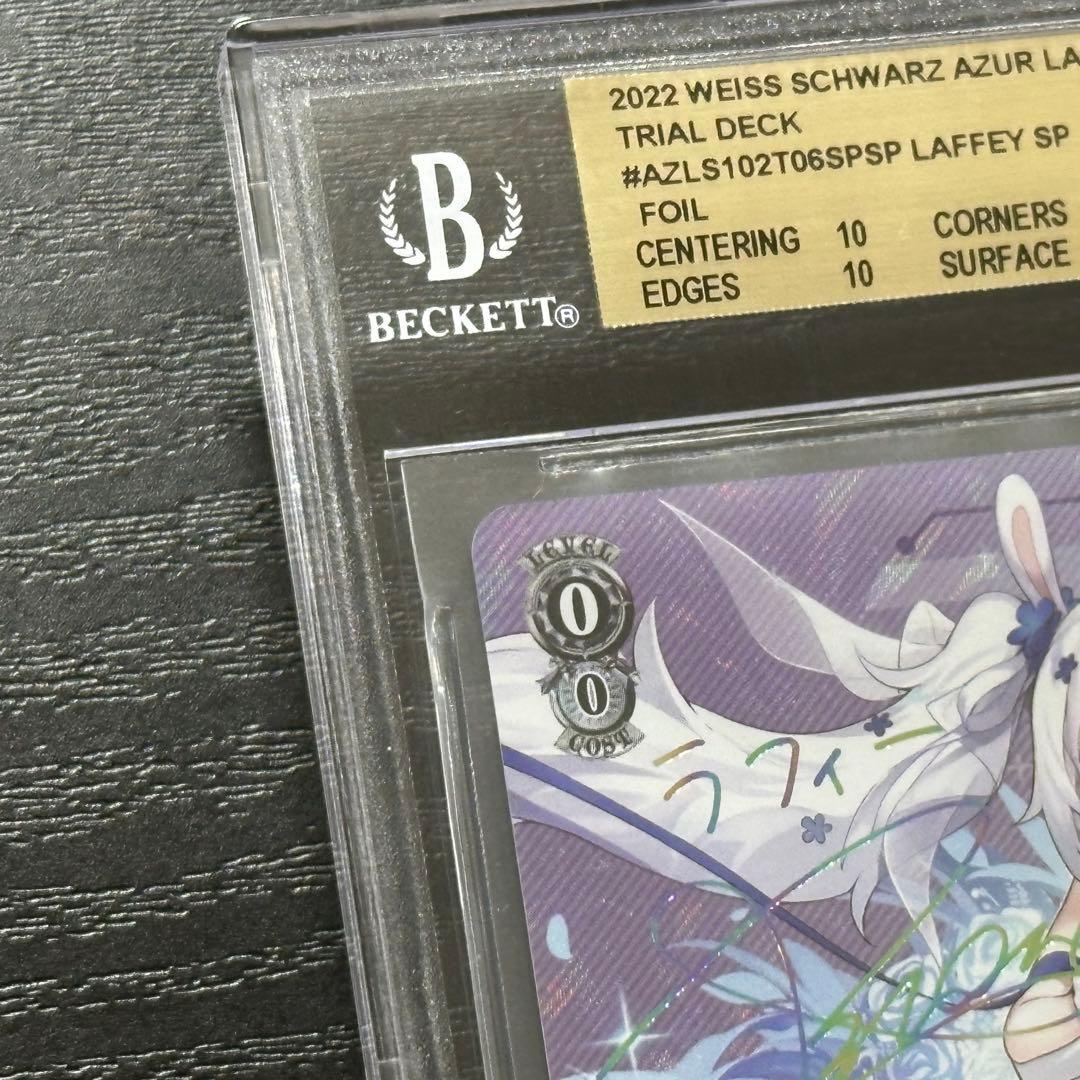 2022 WEISS SCHWARZ AZUR LA
TRIAL DECK
#AZLS102T06SPSP LAFFEY SP
FOIL
CENTERING 10 CORNERS
EDGES 10 SURFACE
B
BECKETT®
LEVEL
0
0
COST
ラフィー